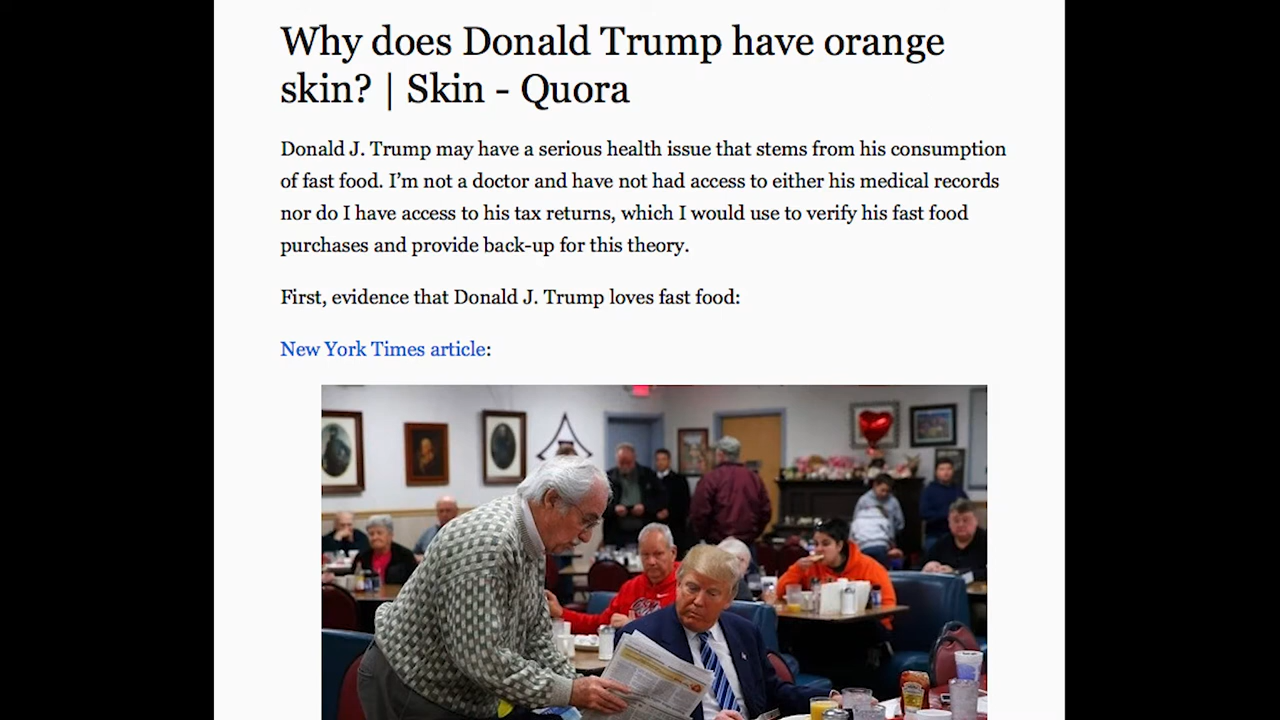 Why does Donald Trump have orange
skin? | Skin - Quora
Donald J. Trump may have a serious health issue that stems from his consumption
of fast food. I’m not a doctor and have not had access to either his medical records
nor do I have access to his tax returns, which I would use to verify his fast food
purchases and provide back-up for this theory.
First, evidence that Donald J. Trump loves fast food:
New York Times article: